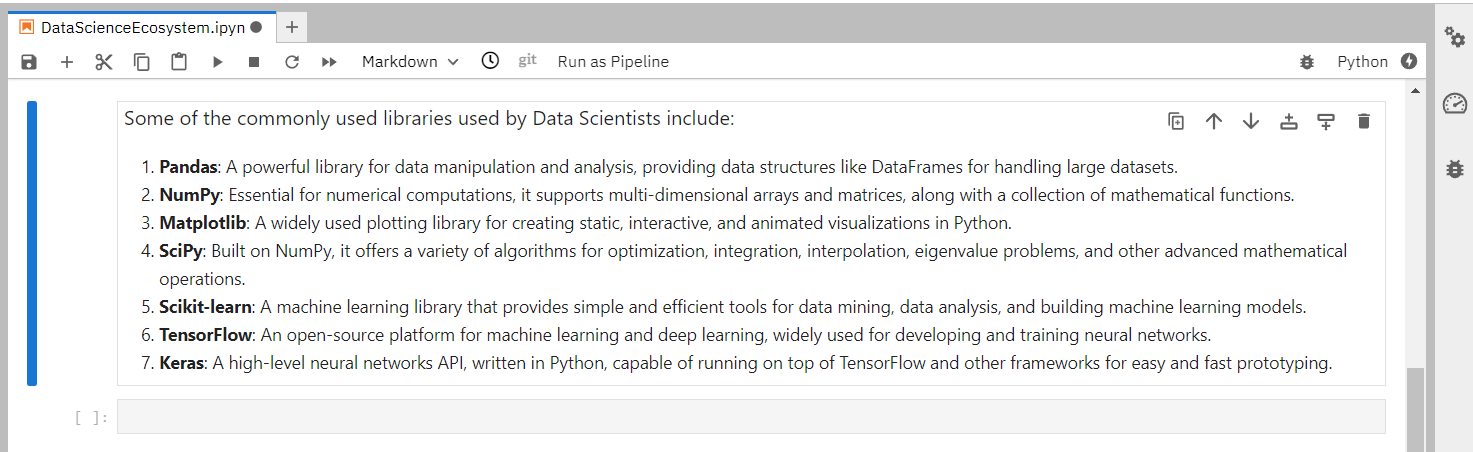 DataScienceEcosystem.ipyn
git
Markdown
Run as Pipeline
Python
Some of the commonly used libraries used by Data Scientists include:
1. Pandas: A powerful library for data manipulation and analysis, providing data structures like DataFrames for handling large datasets.
2. NumPy: Essential for numerical computations, it supports multi-dimensional arrays and matrices, along with a collection of mathematical functions.
3. Matplotlib: A widely used plotting library for creating static, interactive, and animated visualizations in Python.
4. SciPy: Built on NumPy, it offers a variety of algorithms for optimization, integration, interpolation, eigenvalue problems, and other advanced mathematical
operations.
5. Scikit-learn: A machine learning library that provides simple and efficient tools for data mining, data analysis, and building machine learning models.
6. TensorFlow: An open-source platform for machine learning and deep learning, widely used for developing and training neural networks.
7. Keras: A high-level neural networks API, written in Python, capable of running on top of TensorFlow and other frameworks for easy and fast prototyping.
[ ]: